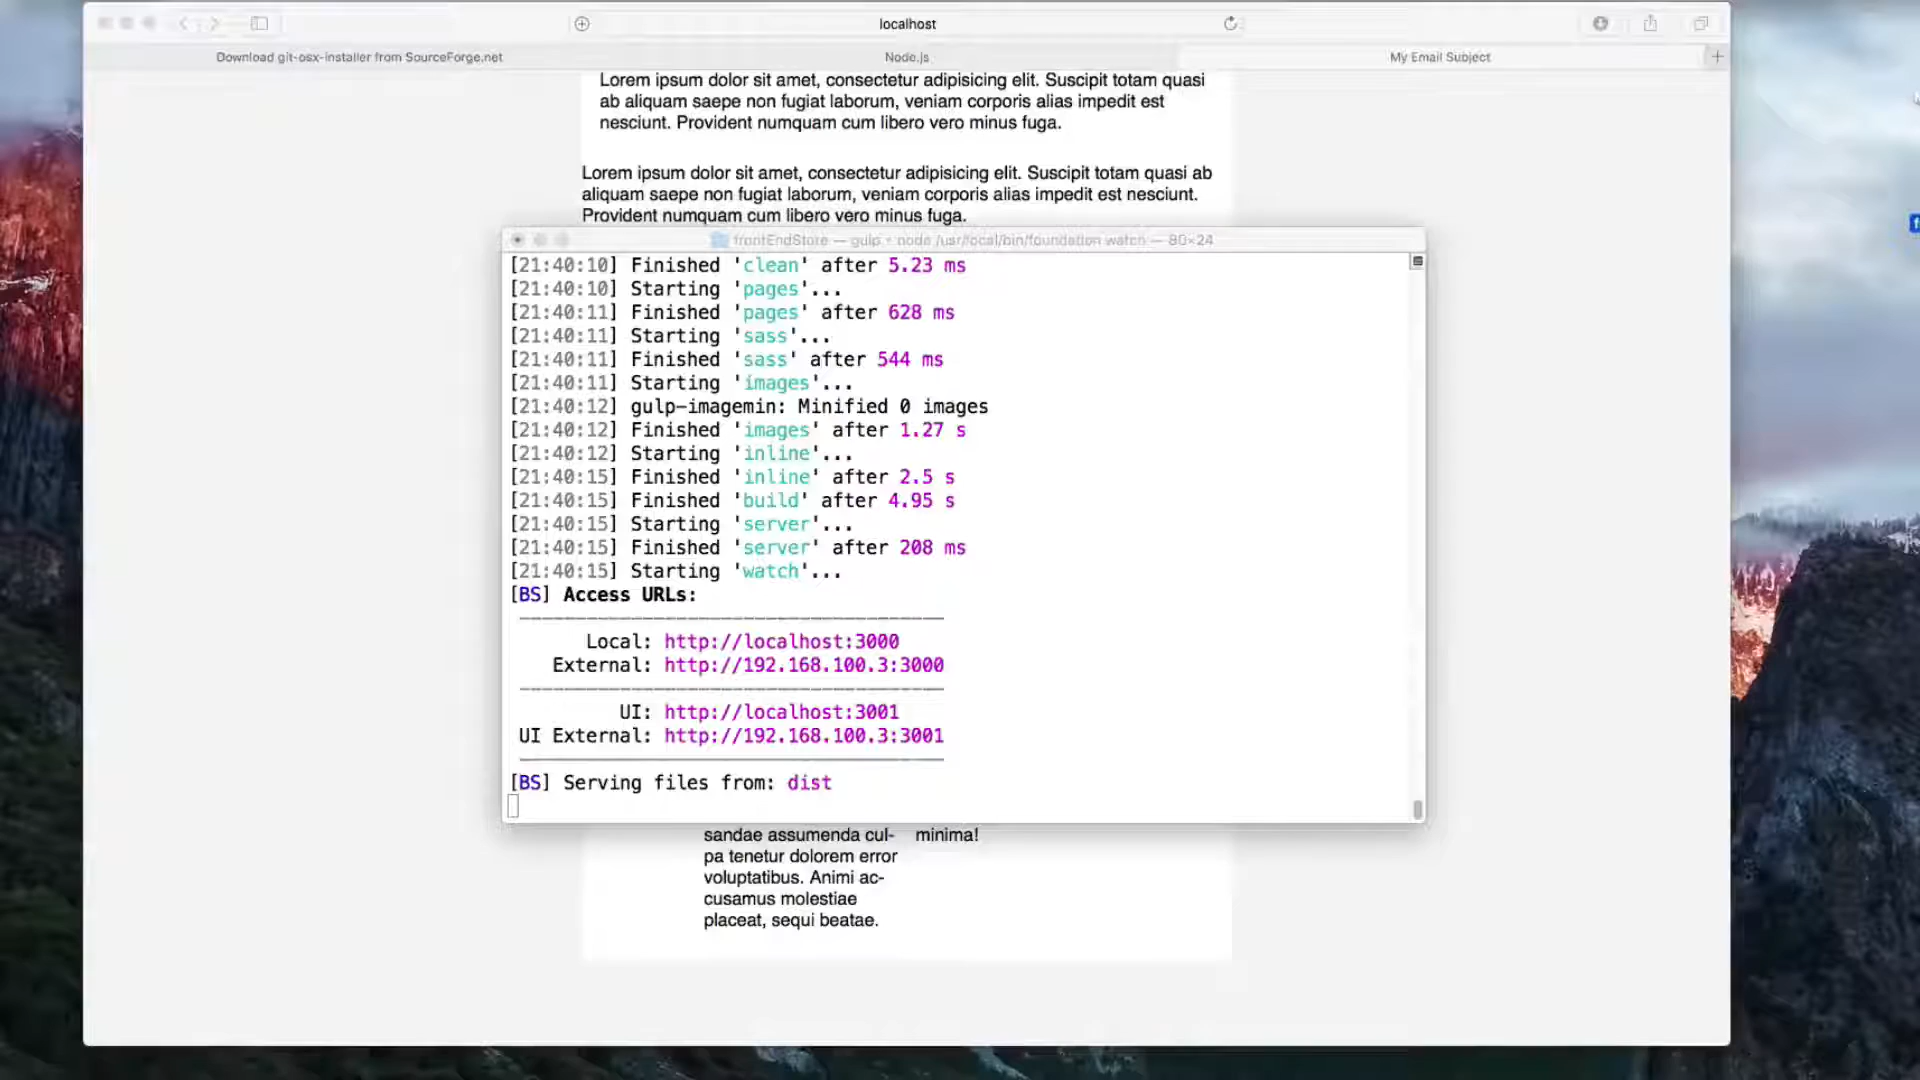 localhost
Download git-osx-installer from SourceForge.net
Node.js
My Email Subject
Lorem ipsum dolor sit amet, consectetur adipisicing elit. Suscipit totam quasi
ab aliquam saepe non fugiat laborum, veniam corporis alias impedit est
nesciunt. Provident numquam cum libero vero minus fuga.
Lorem ipsum dolor sit amet, consectetur adipisicing elit. Suscipit totam quasi ab
aliquam saepe non fugiat laborum, veniam corporis alias impedit est nesciunt.
Provident numquam cum libero vero minus fuga.
frontEndStore — gulp • node /usr/local/bin/foundation watch — 80×24
[21:40:10] Finished 'clean' after 5.23 ms
[21:40:10] Starting 'pages'...
[21:40:11] Finished 'pages' after 628 ms
[21:40:11] Starting 'sass'...
[21:40:11] Finished 'sass' after 544 ms
[21:40:11] Starting 'images'...
[21:40:12] gulp-imagemin: Minified 0 images
[21:40:12] Finished 'images' after 1.27 s
[21:40:12] Starting 'inline'...
[21:40:15] Finished 'inline' after 2.5 s
[21:40:15] Finished 'build' after 4.95 s
[21:40:15] Starting 'server'...
[21:40:15] Finished 'server' after 208 ms
[21:40:15] Starting 'watch'...
[BS] Access URLs:
Local: http://localhost:3000
External: http://192.168.100.3:3000
UI: http://localhost:3001
UI External: http://192.168.100.3:3001
[BS] Serving files from: dist
sandae assumenda cul- minima!
pa tenetur dolorem error
voluptatibus. Animi ac-
cusamus molestiae
placeat, sequi beatae.